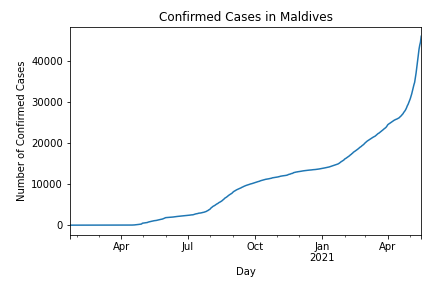 Confirmed Cases in Maldives
Number of Confirmed Cases
40000
30000
20000
10000
0
Apr Jul Oct Jan Apr
2021
Day